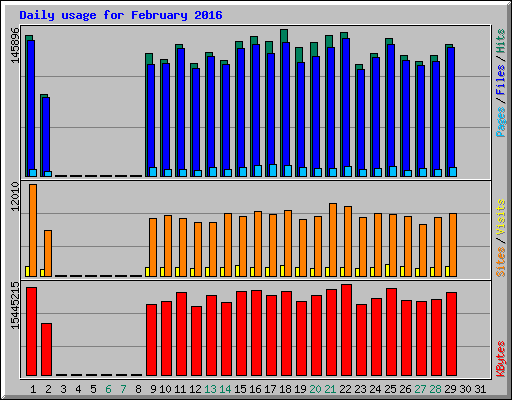 Daily usage for February 2016
145896
Pages / Files / Hits
12010
Sites / Visits
15445215
KBytes
1 2 3 4 5 6 7 8 9 10 11 12 13 14 15 16 17 18 19 20 21 22 23 24 25 26 27 28 29 30 31